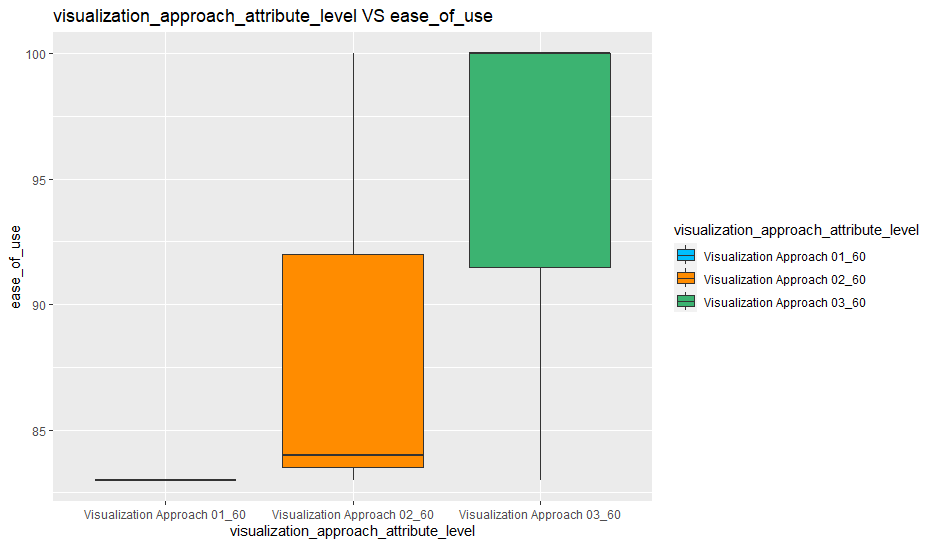 visualization_approach_attribute_level VS ease_of_use
ease_of_use
100
95
90
85
Visualization Approach 01_60
Visualization Approach 02_60
Visualization Approach 03_60
visualization_approach_attribute_level
visualization_approach_attribute_level
Visualization Approach 01_60
Visualization Approach 02_60
Visualization Approach 03_60